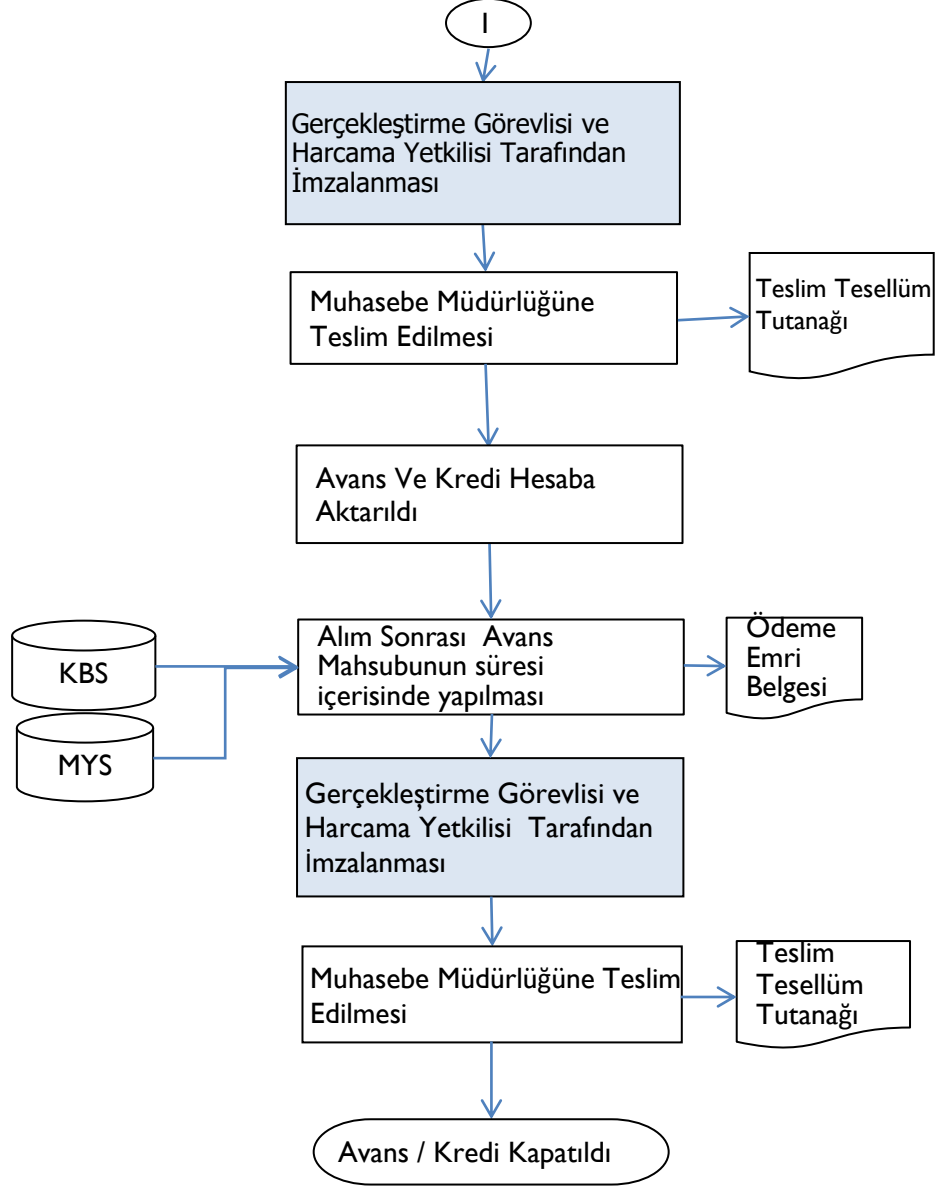 1
Gerçekleştirme Görevlisi ve
Harcama Yetkilisi Tarafından
İmzalanması
Muhasebe Müdürlüğüne
Teslim Edilmesi
Teslim Tesellüm
Tutanağı
Avans Ve Kredi Hesaba
Aktarıldı
KBS
MYS
Alım Sonrası Avans
Mahsubunun süresi
içerisinde yapılması
Ödeme
Emri
Belgesi
Gerçekleştirme Görevlisi ve
Harcama Yetkilisi Tarafından
İmzalanması
Muhasebe Müdürlüğüne Teslim
Edilmesi
Teslim
Tesellüm
Tutanağı
Avans / Kredi Kapatıldı